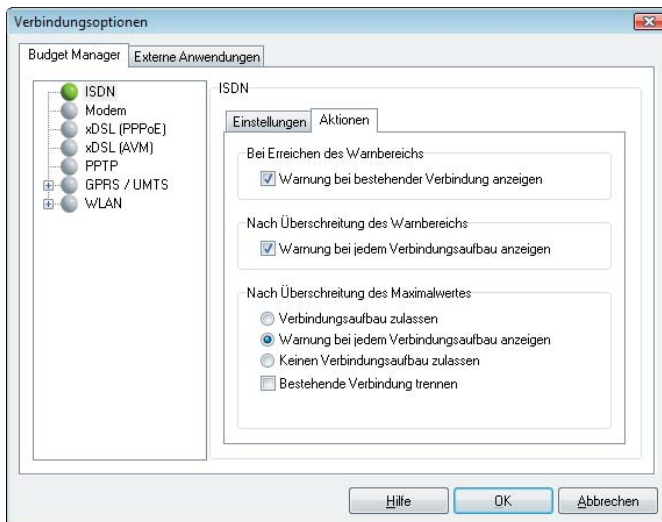 Verbindungsoptionen
Budget Manager
Externe Anwendungen
ISDN
Modem
xDSL (PPPoE)
xDSL (AVM)
PPTP
GPRS / UMTS
WLAN
ISDN
Einstellungen
Aktionen
Bei Erreichen des Warnbereichs
Warnung bei bestehender Verbindung anzeigen
Nach Überschreitung des Warnbereichs
Warnung bei jedem Verbindungsaufbau anzeigen
Nach Überschreitung des Maximalwertes
Verbindungsaufbau zulassen
Warnung bei jedem Verbindungsaufbau anzeigen
Keinen Verbindungsaufbau zulassen
Bestehende Verbindung trennen
Hilfe
OK
Abbrechen